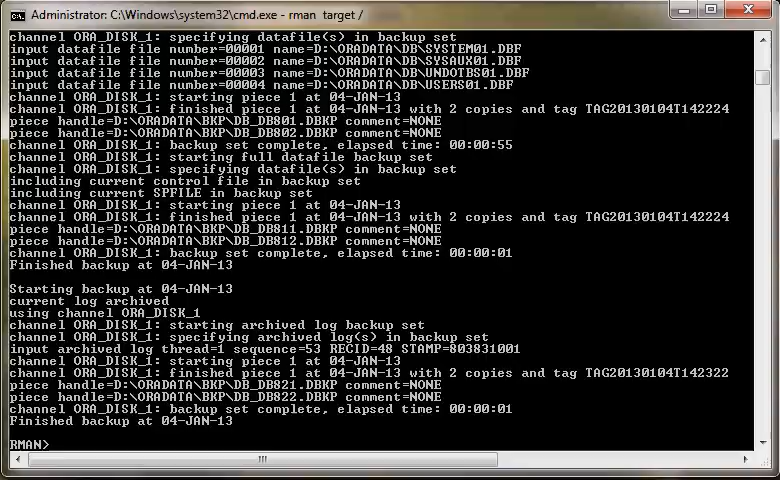 Administrator: C:\Windows\system32\cmd.exe - rman  target /
channel ORA_DISK_1: specifying datafile(s) in backup set
input datafile file number=00001 name=D:\ORADATA\DB\SYSTEM01.DBF
input datafile file number=00002 name=D:\ORADATA\DB\SYSAUX01.DBF
input datafile file number=00003 name=D:\ORADATA\DB\UNDOTBS01.DBF
input datafile file number=00004 name=D:\ORADATA\DB\USERS01.DBF
channel ORA_DISK_1: starting piece 1 at 04-JAN-13
channel ORA_DISK_1: finished piece 1 at 04-JAN-13 with 2 copies and tag TAG20130104T142224
piece handle=D:\ORADATA\BKP\DB_DB801.DBKP comment=NONE
piece handle=D:\ORADATA\BKP\DB_DB802.DBKP comment=NONE
channel ORA_DISK_1: backup set complete, elapsed time: 00:00:55
channel ORA_DISK_1: starting full datafile backup set
channel ORA_DISK_1: specifying datafile(s) in backup set
including current control file in backup set
including current SPFILE in backup set
channel ORA_DISK_1: starting piece 1 at 04-JAN-13
channel ORA_DISK_1: finished piece 1 at 04-JAN-13 with 2 copies and tag TAG20130104T142224
piece handle=D:\ORADATA\BKP\DB_DB811.DBKP comment=NONE
piece handle=D:\ORADATA\BKP\DB_DB812.DBKP comment=NONE
channel ORA_DISK_1: backup set complete, elapsed time: 00:00:01
Finished backup at 04-JAN-13
Starting backup at 04-JAN-13
current log archived
using channel ORA_DISK_1
channel ORA_DISK_1: starting archived log backup set
channel ORA_DISK_1: specifying archived log(s) in backup set
input archived log thread=1 sequence=53 RECID=48 STAMP=803831001
channel ORA_DISK_1: starting piece 1 at 04-JAN-13
channel ORA_DISK_1: finished piece 1 at 04-JAN-13 with 2 copies and tag TAG20130104T142322
piece handle=D:\ORADATA\BKP\DB_DB821.DBKP comment=NONE
piece handle=D:\ORADATA\BKP\DB_DB822.DBKP comment=NONE
channel ORA_DISK_1: backup set complete, elapsed time: 00:00:01
Finished backup at 04-JAN-13
RMAN>